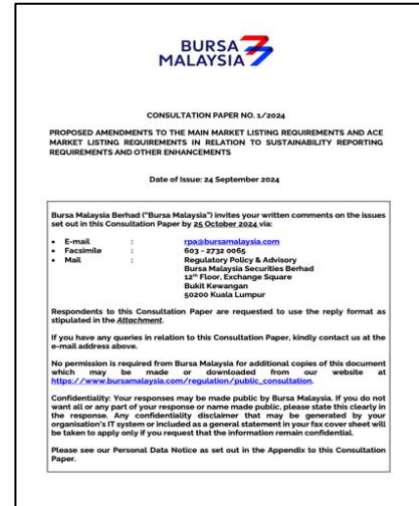 BURSA
MALAYSIA
CONSULTATION PAPER NO. 1/2024
PROPOSED AMENDMENTS TO THE MAIN MARKET LISTING REQUIREMENTS AND ACE
MARKET LISTING REQUIREMENTS IN RELATION TO SUSTAINABILITY REPORTING
REQUIREMENTS AND OTHER ENHANCEMENTS
Date of Issue: 24 September 2024
Bursa Malaysia Berhad ("Bursa Malaysia") invites your written comments on the issues
set out in this Consultation Paper by 25 October 2024 via:
• E-mail : rpa@bursamalaysia.com
• Facsimile : 603 - 2732 0065
• Mail : Regulatory Policy & Advisory
Bursa Malaysia Securities Berhad
12th Floor, Exchange Square
Bukit Kewangan
50200 Kuala Lumpur
Respondents to this Consultation Paper are requested to use the reply format as
stipulated in the Attachment.
If you have any queries in relation to this Consultation Paper, kindly contact us at the
e-mail address above.
No permission is required from Bursa Malaysia for additional copies of this document
which may be made or downloaded from our website at
https://www.bursamalaysia.com/regulation/public_consultation.
Confidentiality: Your responses may be made public by Bursa Malaysia. If you do not
want all or any part of your response or name made public, please state this clearly in
the response. Any confidentiality disclaimer that may be generated by your
organisation's IT system or included as a general statement in your fax cover sheet will
be taken to apply only if you request that the information remain confidential.
Please see our Personal Data Notice as set out in the Appendix to this Consultation
Paper.